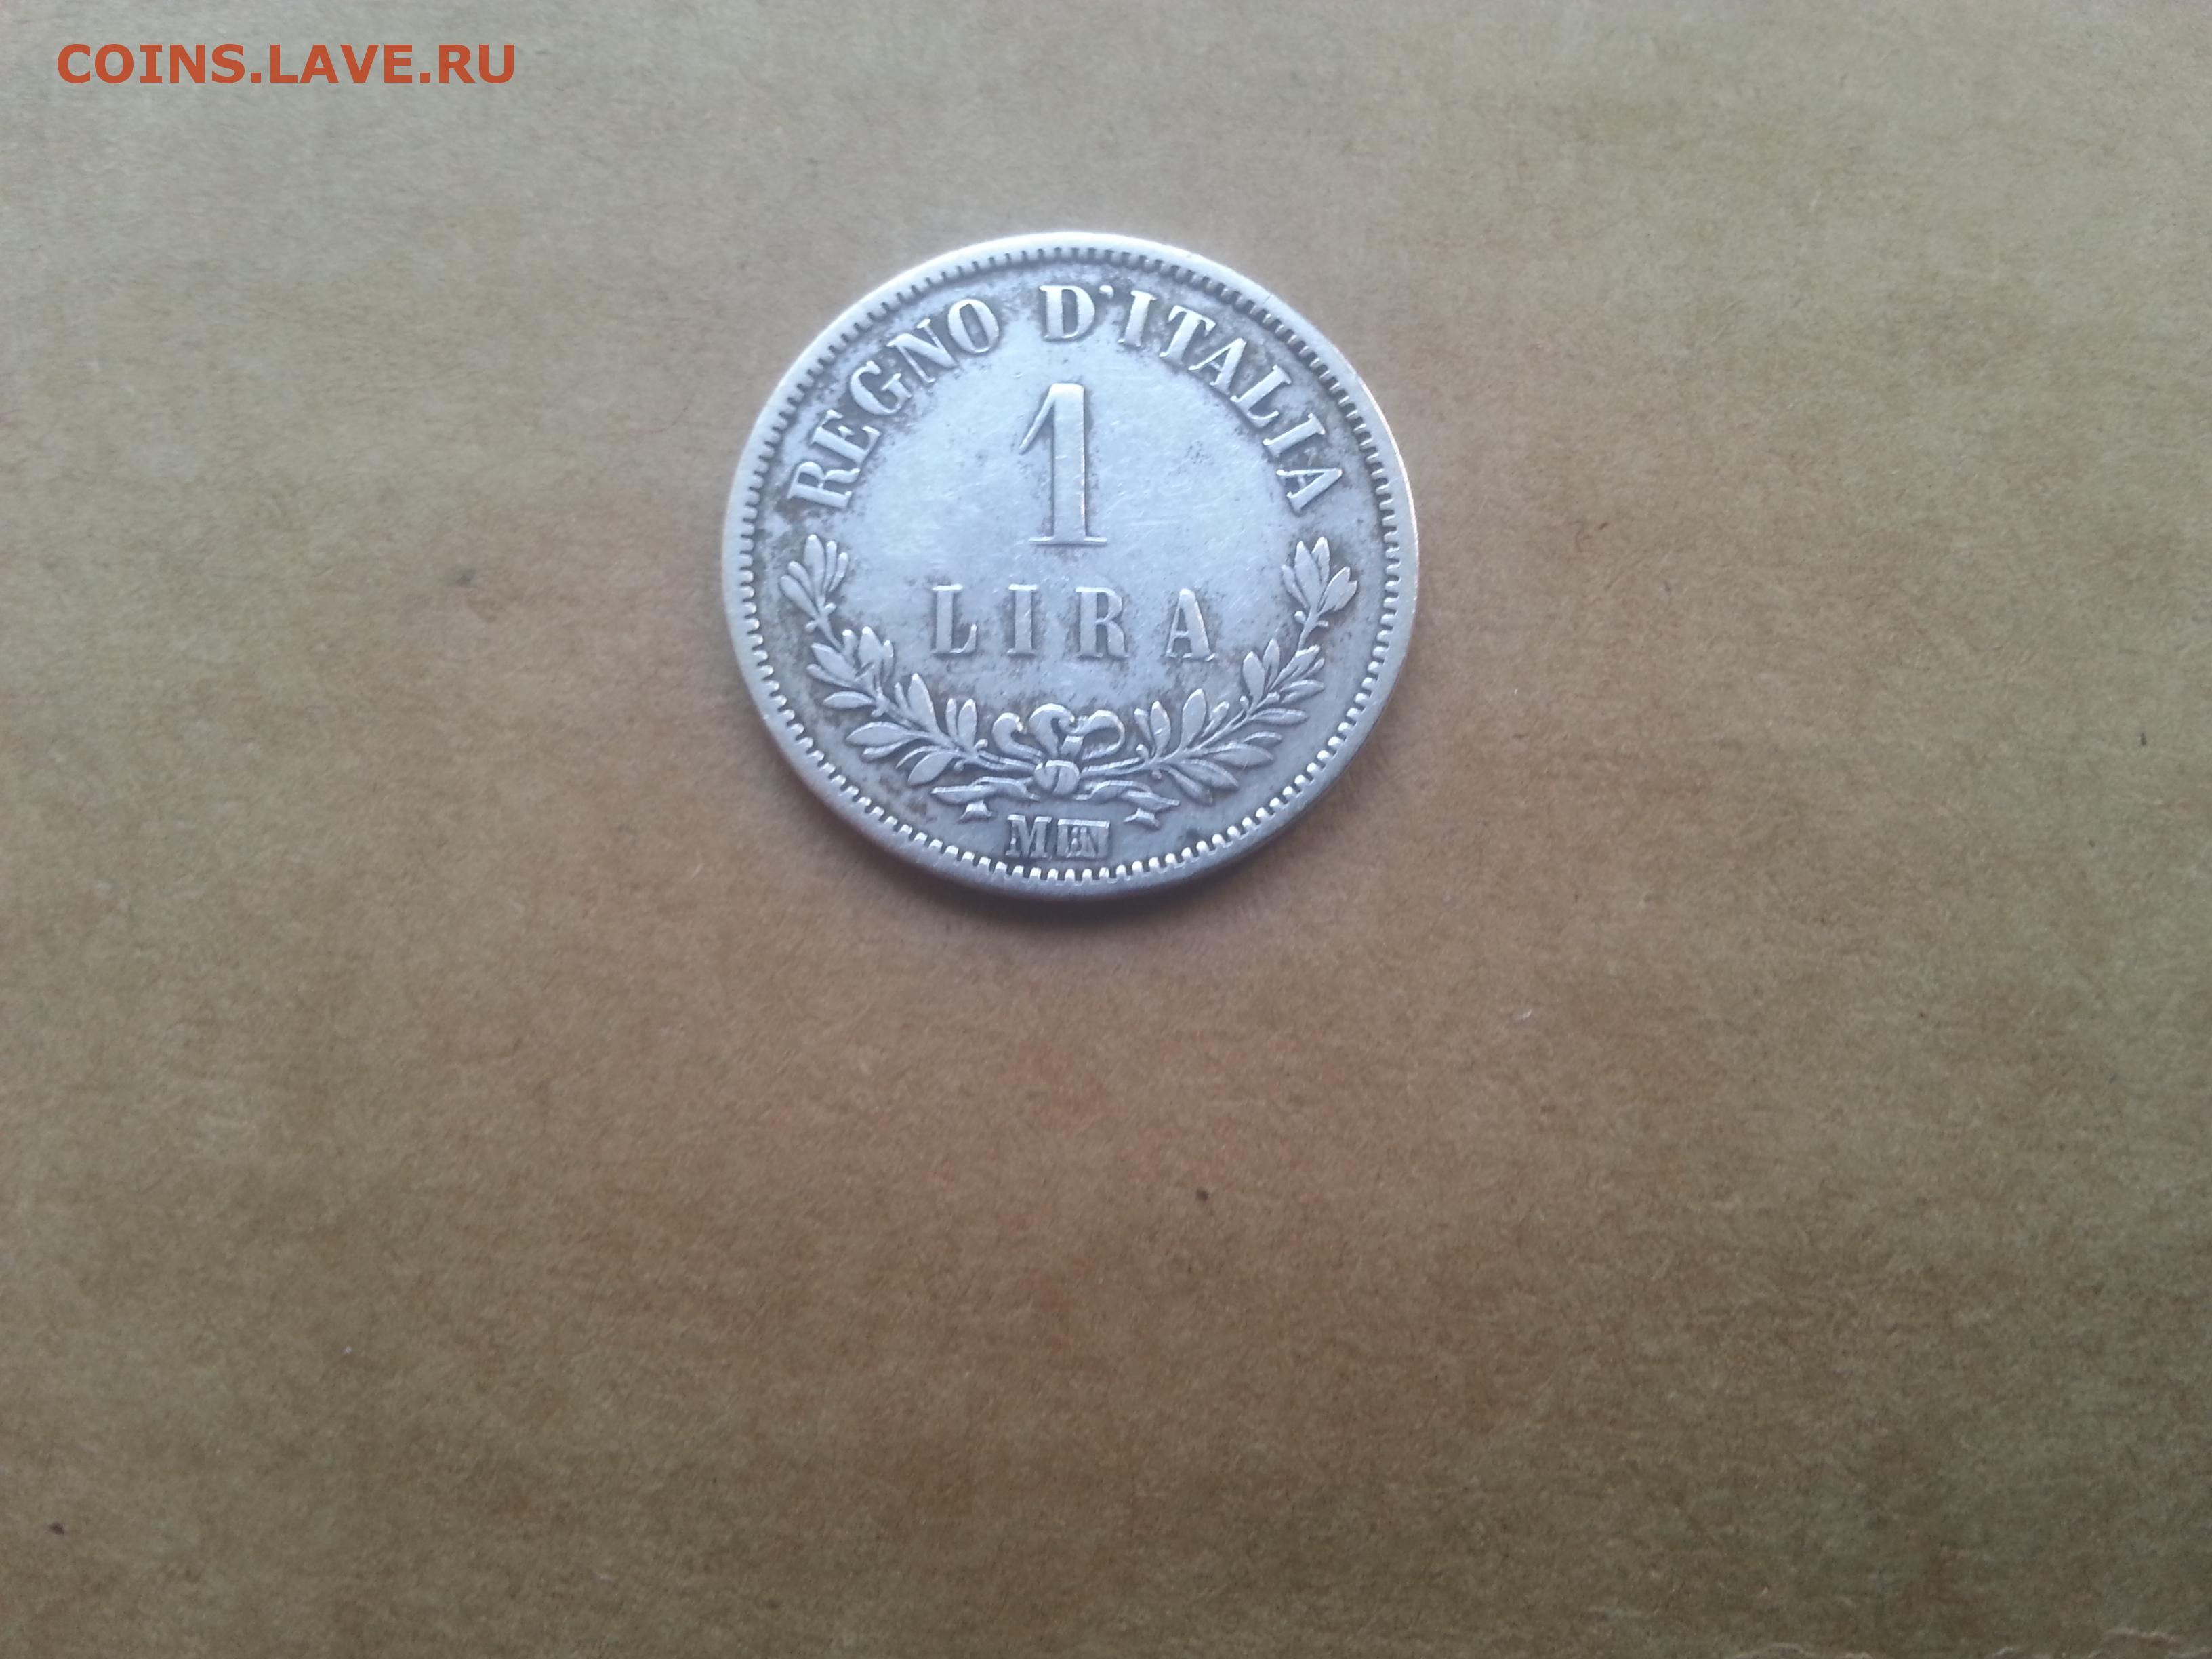 COINS.LAVE.RU
REGNO D'ITALIA
1
LIRA
M BN